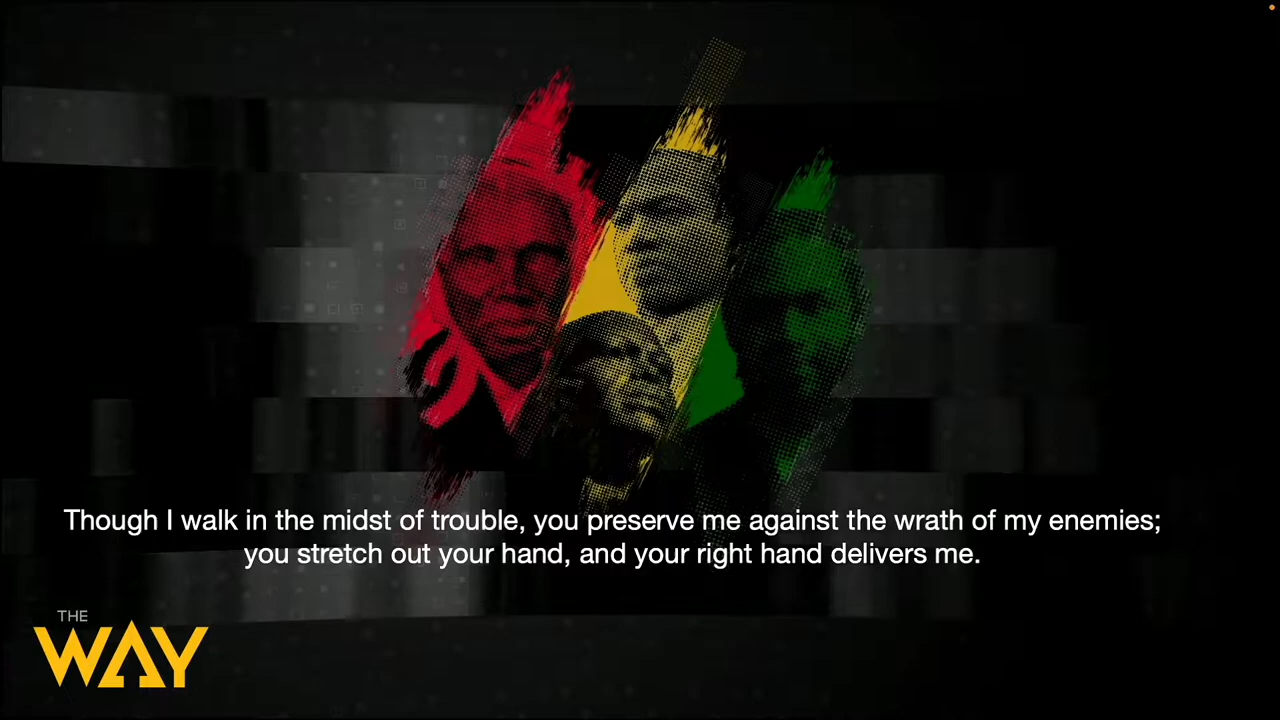 Though I walk in the midst of trouble, you preserve me against the wrath of my enemies;
you stretch out your hand, and your right hand delivers me.
THE
WAY